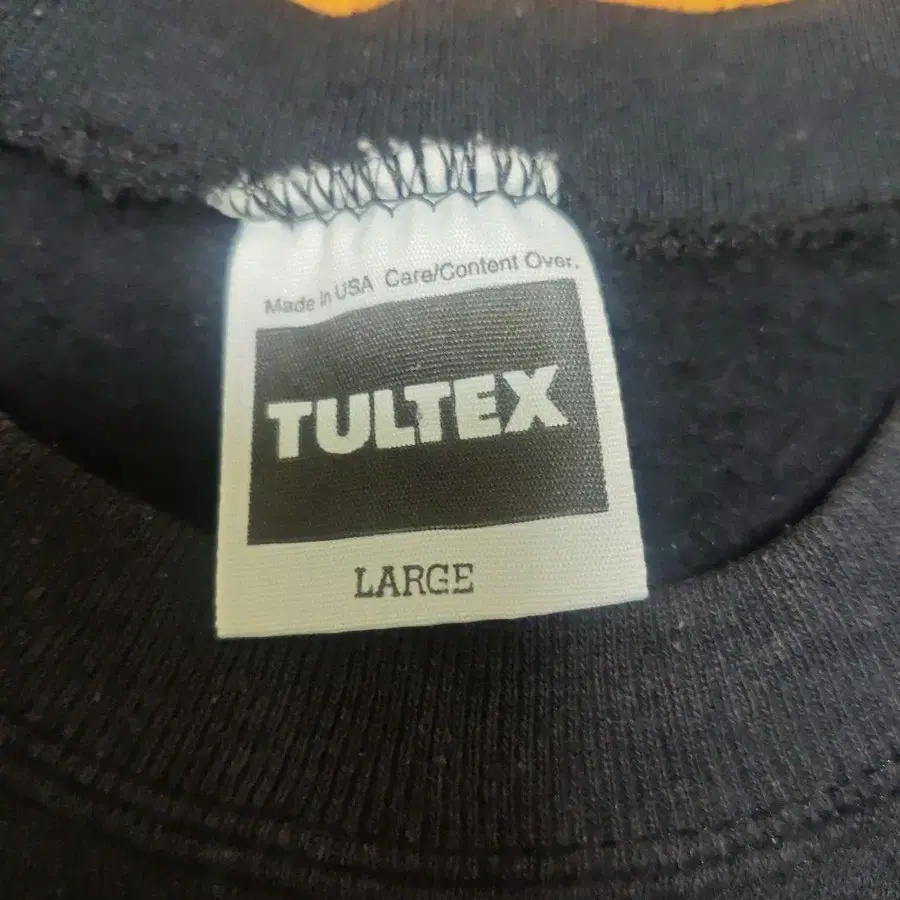 Made in USA Care/Content Over.
TULTEX
LARGE